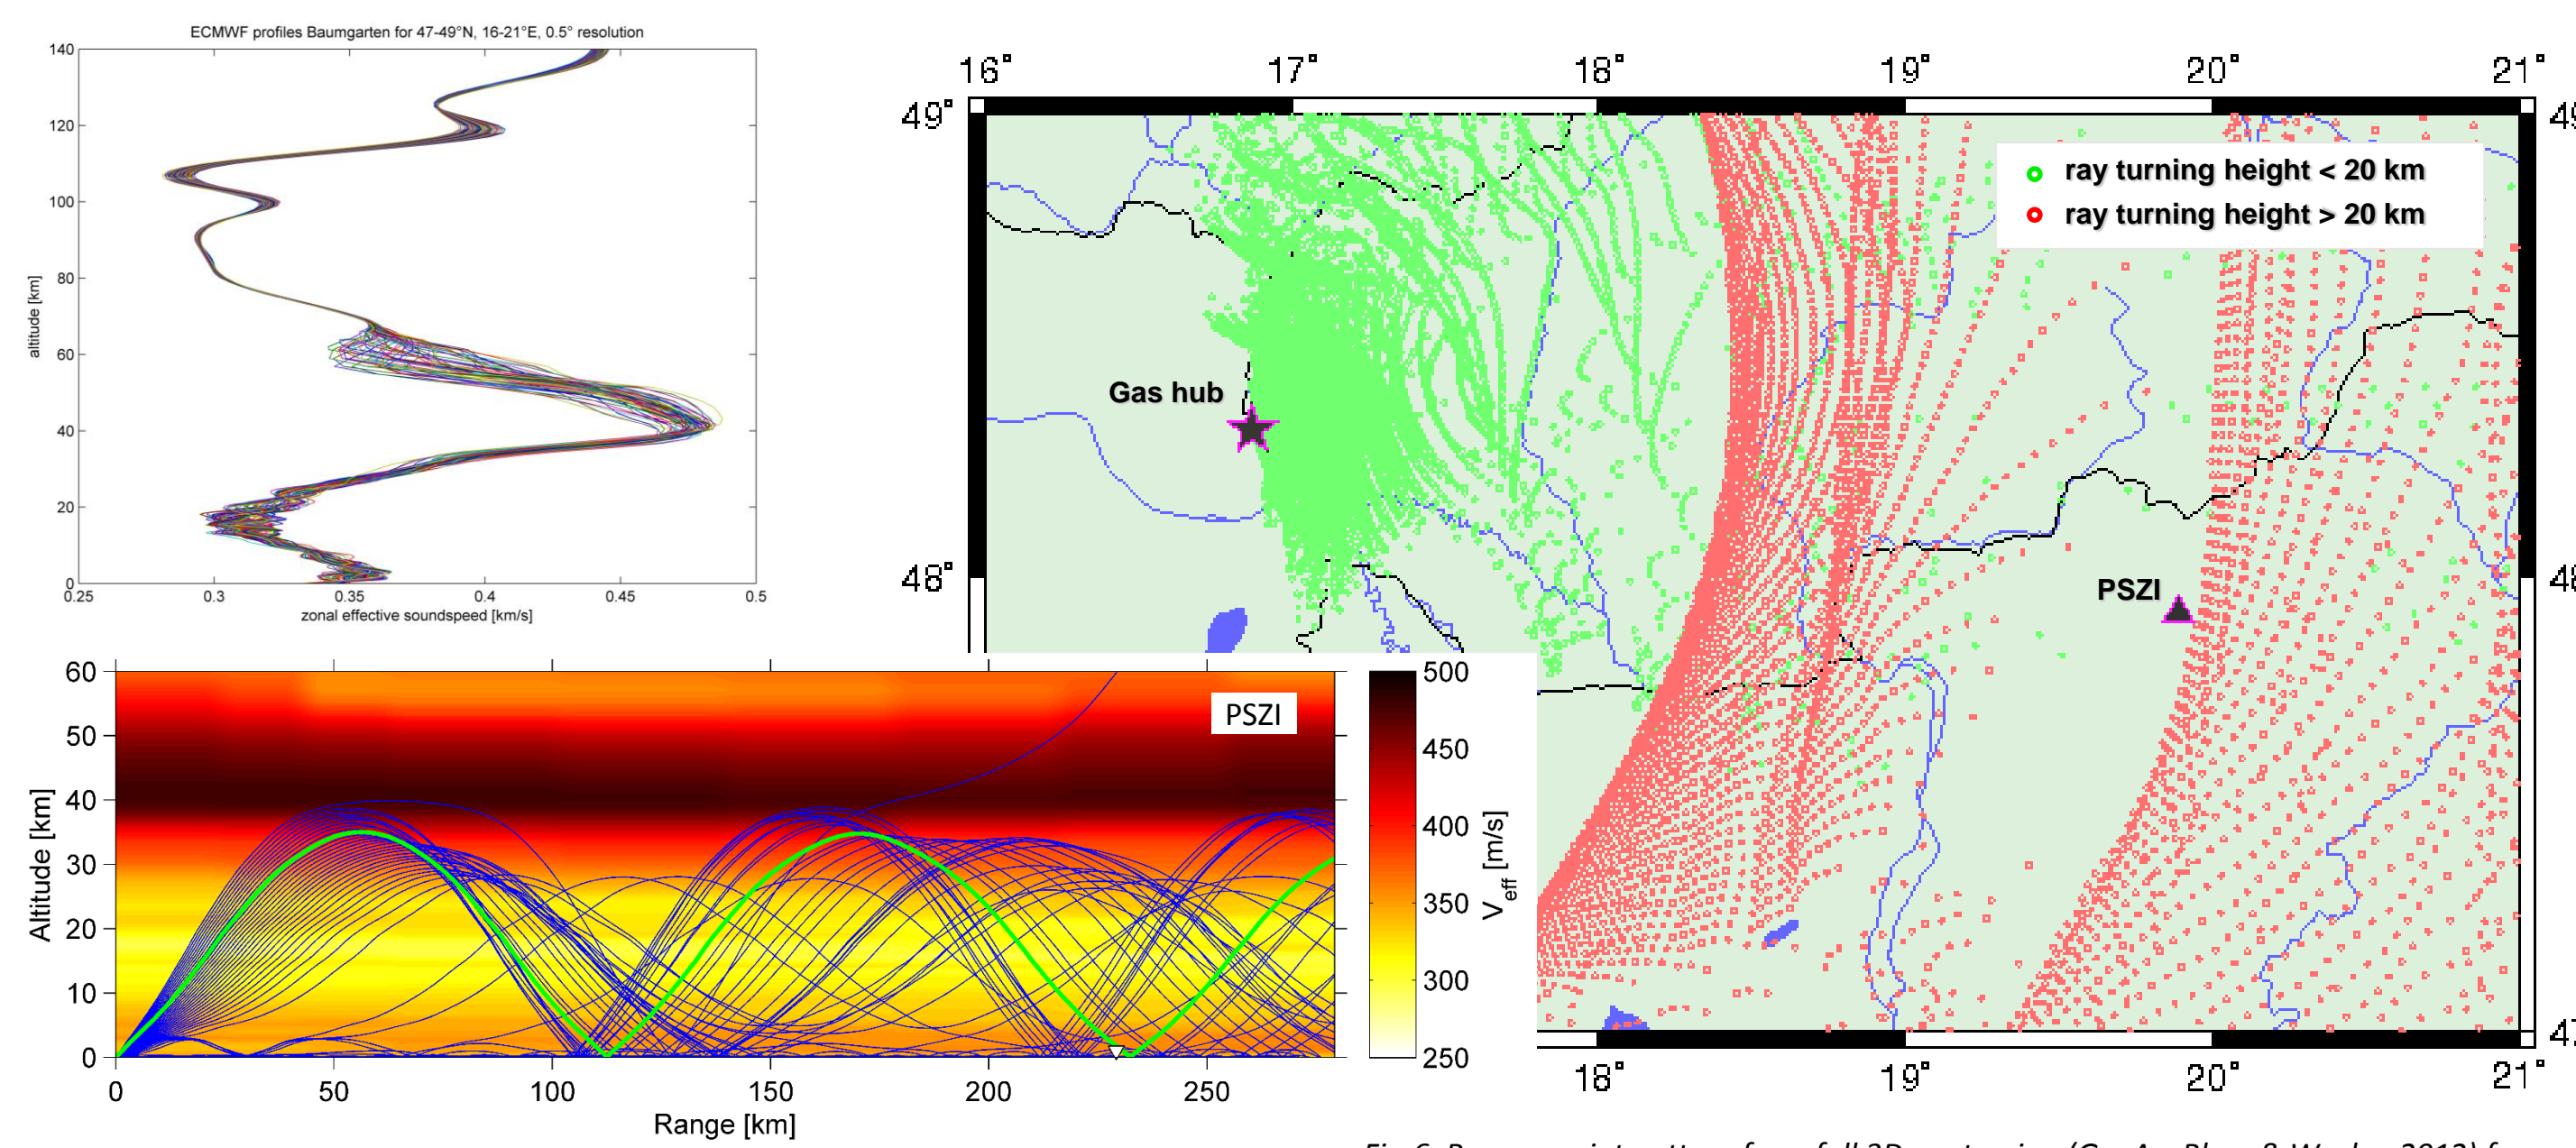 ECMWF profiles Baumgarten for 47-49°N, 16-21°E, 0.5° resolution
140
120
100
80
60
40
20
0
altitude [km]
0.25 0.3 0.35 0.4 0.45 0.5
zonal effective soundspeed [km/s]
16° 17° 18° 19° 20° 21°
49°
48°
ray turning height < 20 km
ray turning height > 20 km
Gas hub
PSZI
18° 19° 20° 21°
60
50
40
30
20
10
0
Altitude [km]
PSZI
0 50 100 150 200 250
Range [km]
500
450
400
350
300
250
Veff [m/s]